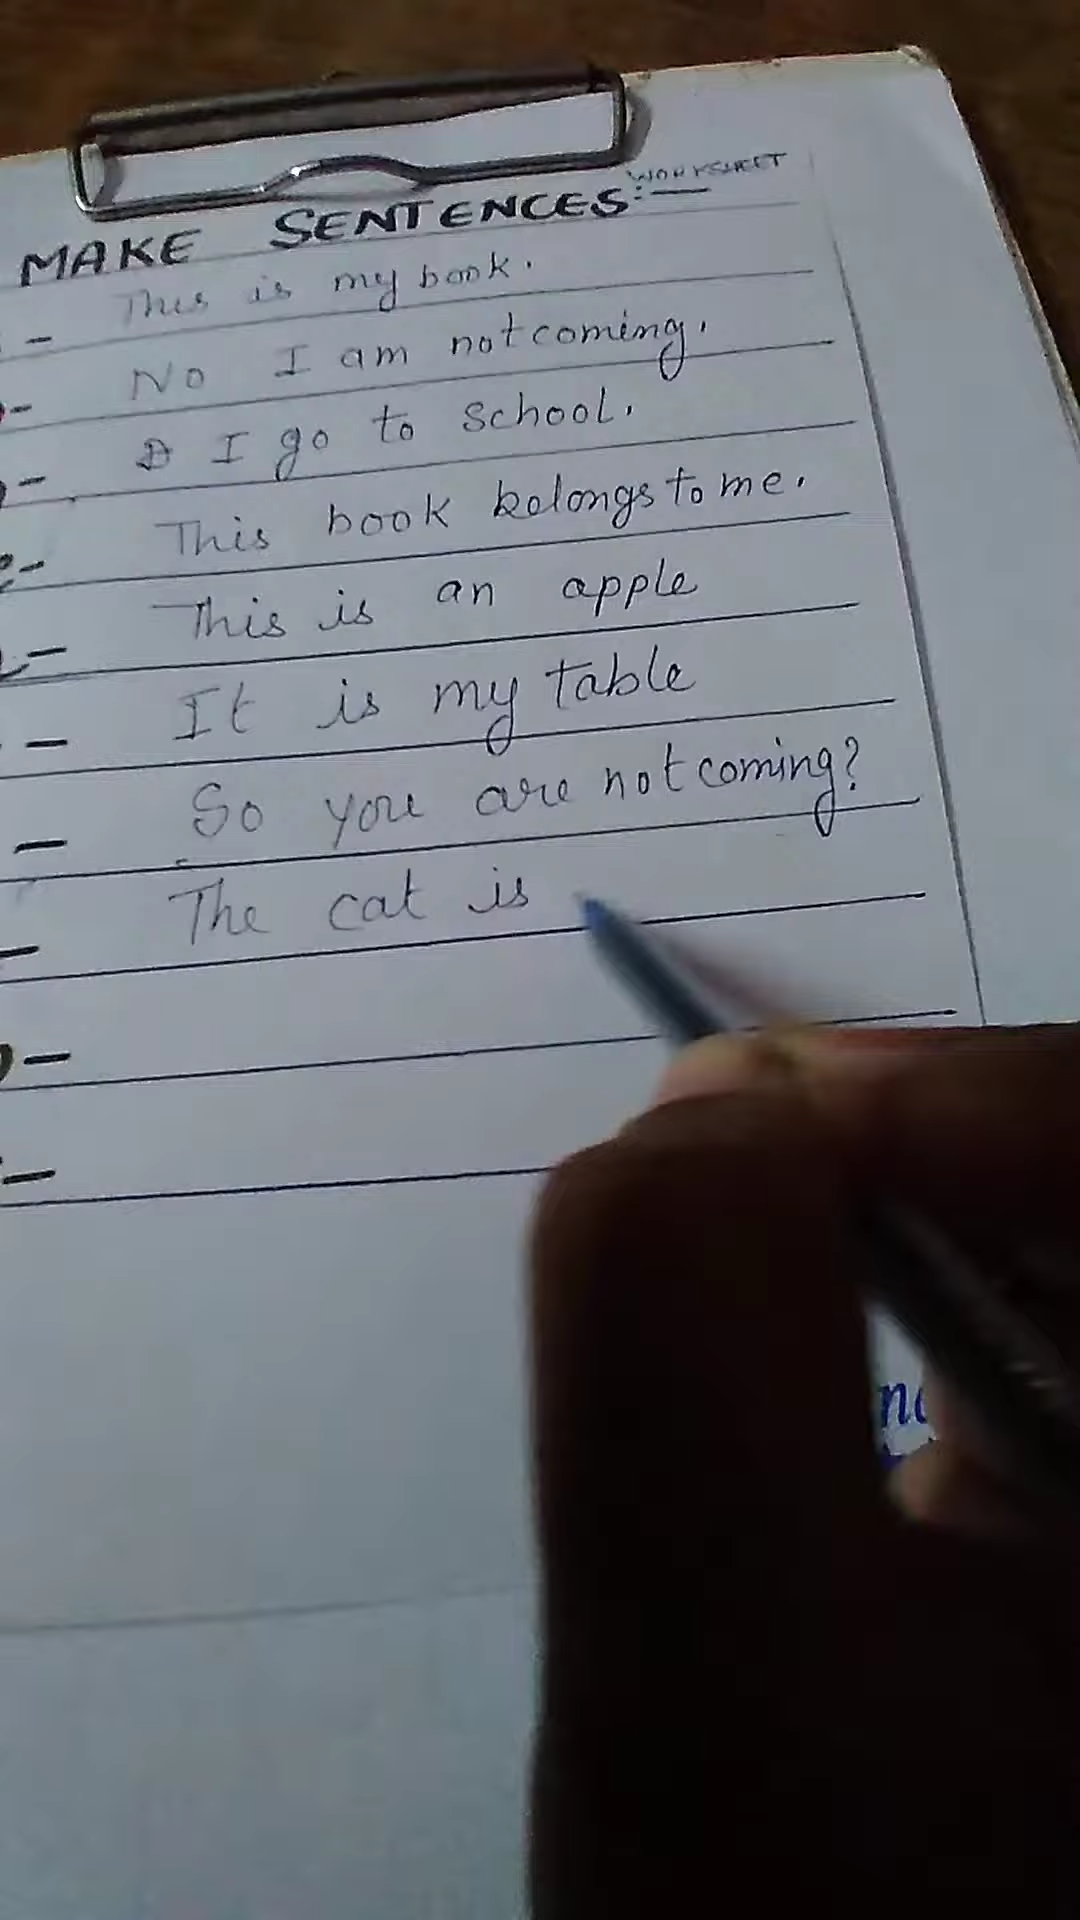 WORKSHEET
MAKE SENTENCES:—
This is my book.
No I am not coming.
I go to school.
This book belongs to me.
This is an apple
It is my table
So you are not coming?
The cat is